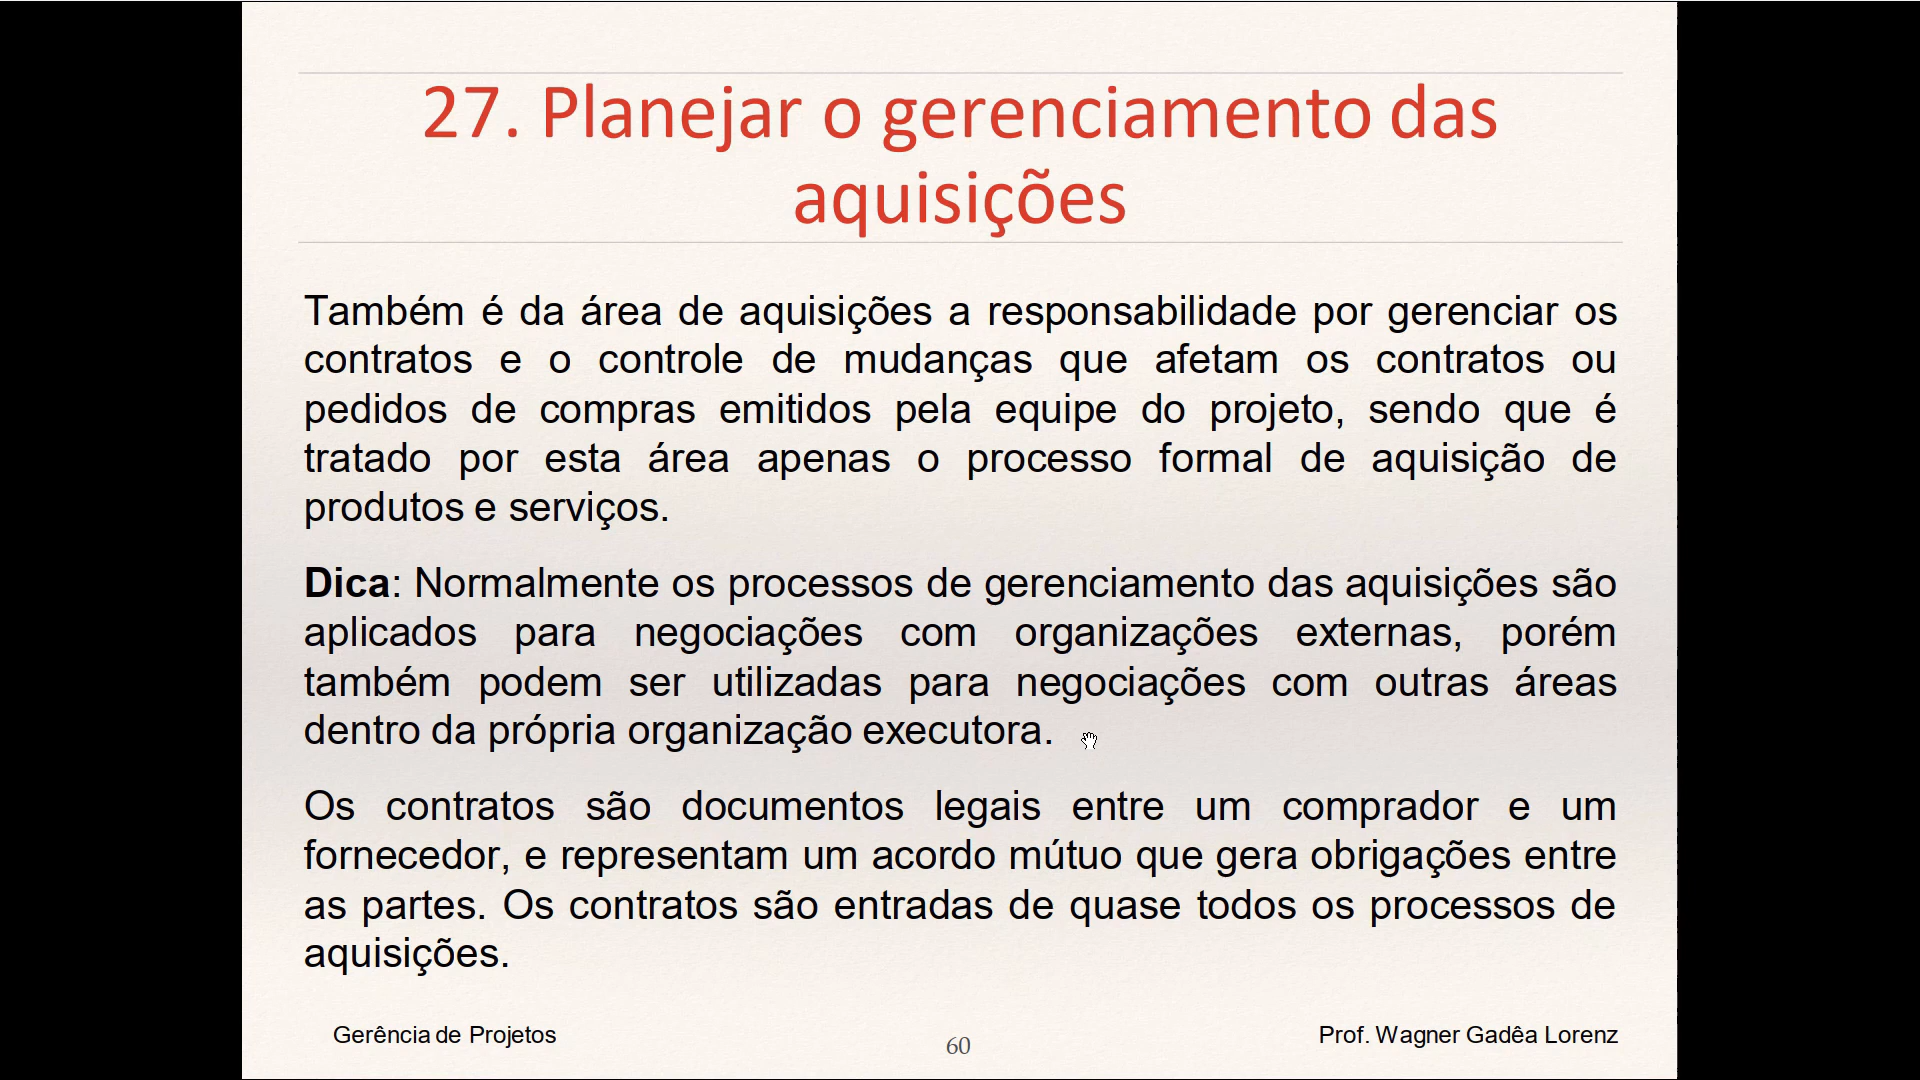 27. Planejar o gerenciamento das
aquisições
Também é da área de aquisições a responsabilidade por gerenciar os
contratos e o controle de mudanças que afetam os contratos ou
pedidos de compras emitidos pela equipe do projeto, sendo que é
tratado por esta área apenas o processo formal de aquisição de
produtos e serviços.
Dica: Normalmente os processos de gerenciamento das aquisições são
aplicados para negociações com organizações externas, porém
também podem ser utilizadas para negociações com outras áreas
dentro da própria organização executora.
Os contratos são documentos legais entre um comprador e um
fornecedor, e representam um acordo mútuo que gera obrigações entre
as partes. Os contratos são entradas de quase todos os processos de
aquisições.
Gerência de Projetos
60
Prof. Wagner Gadêa Lorenz